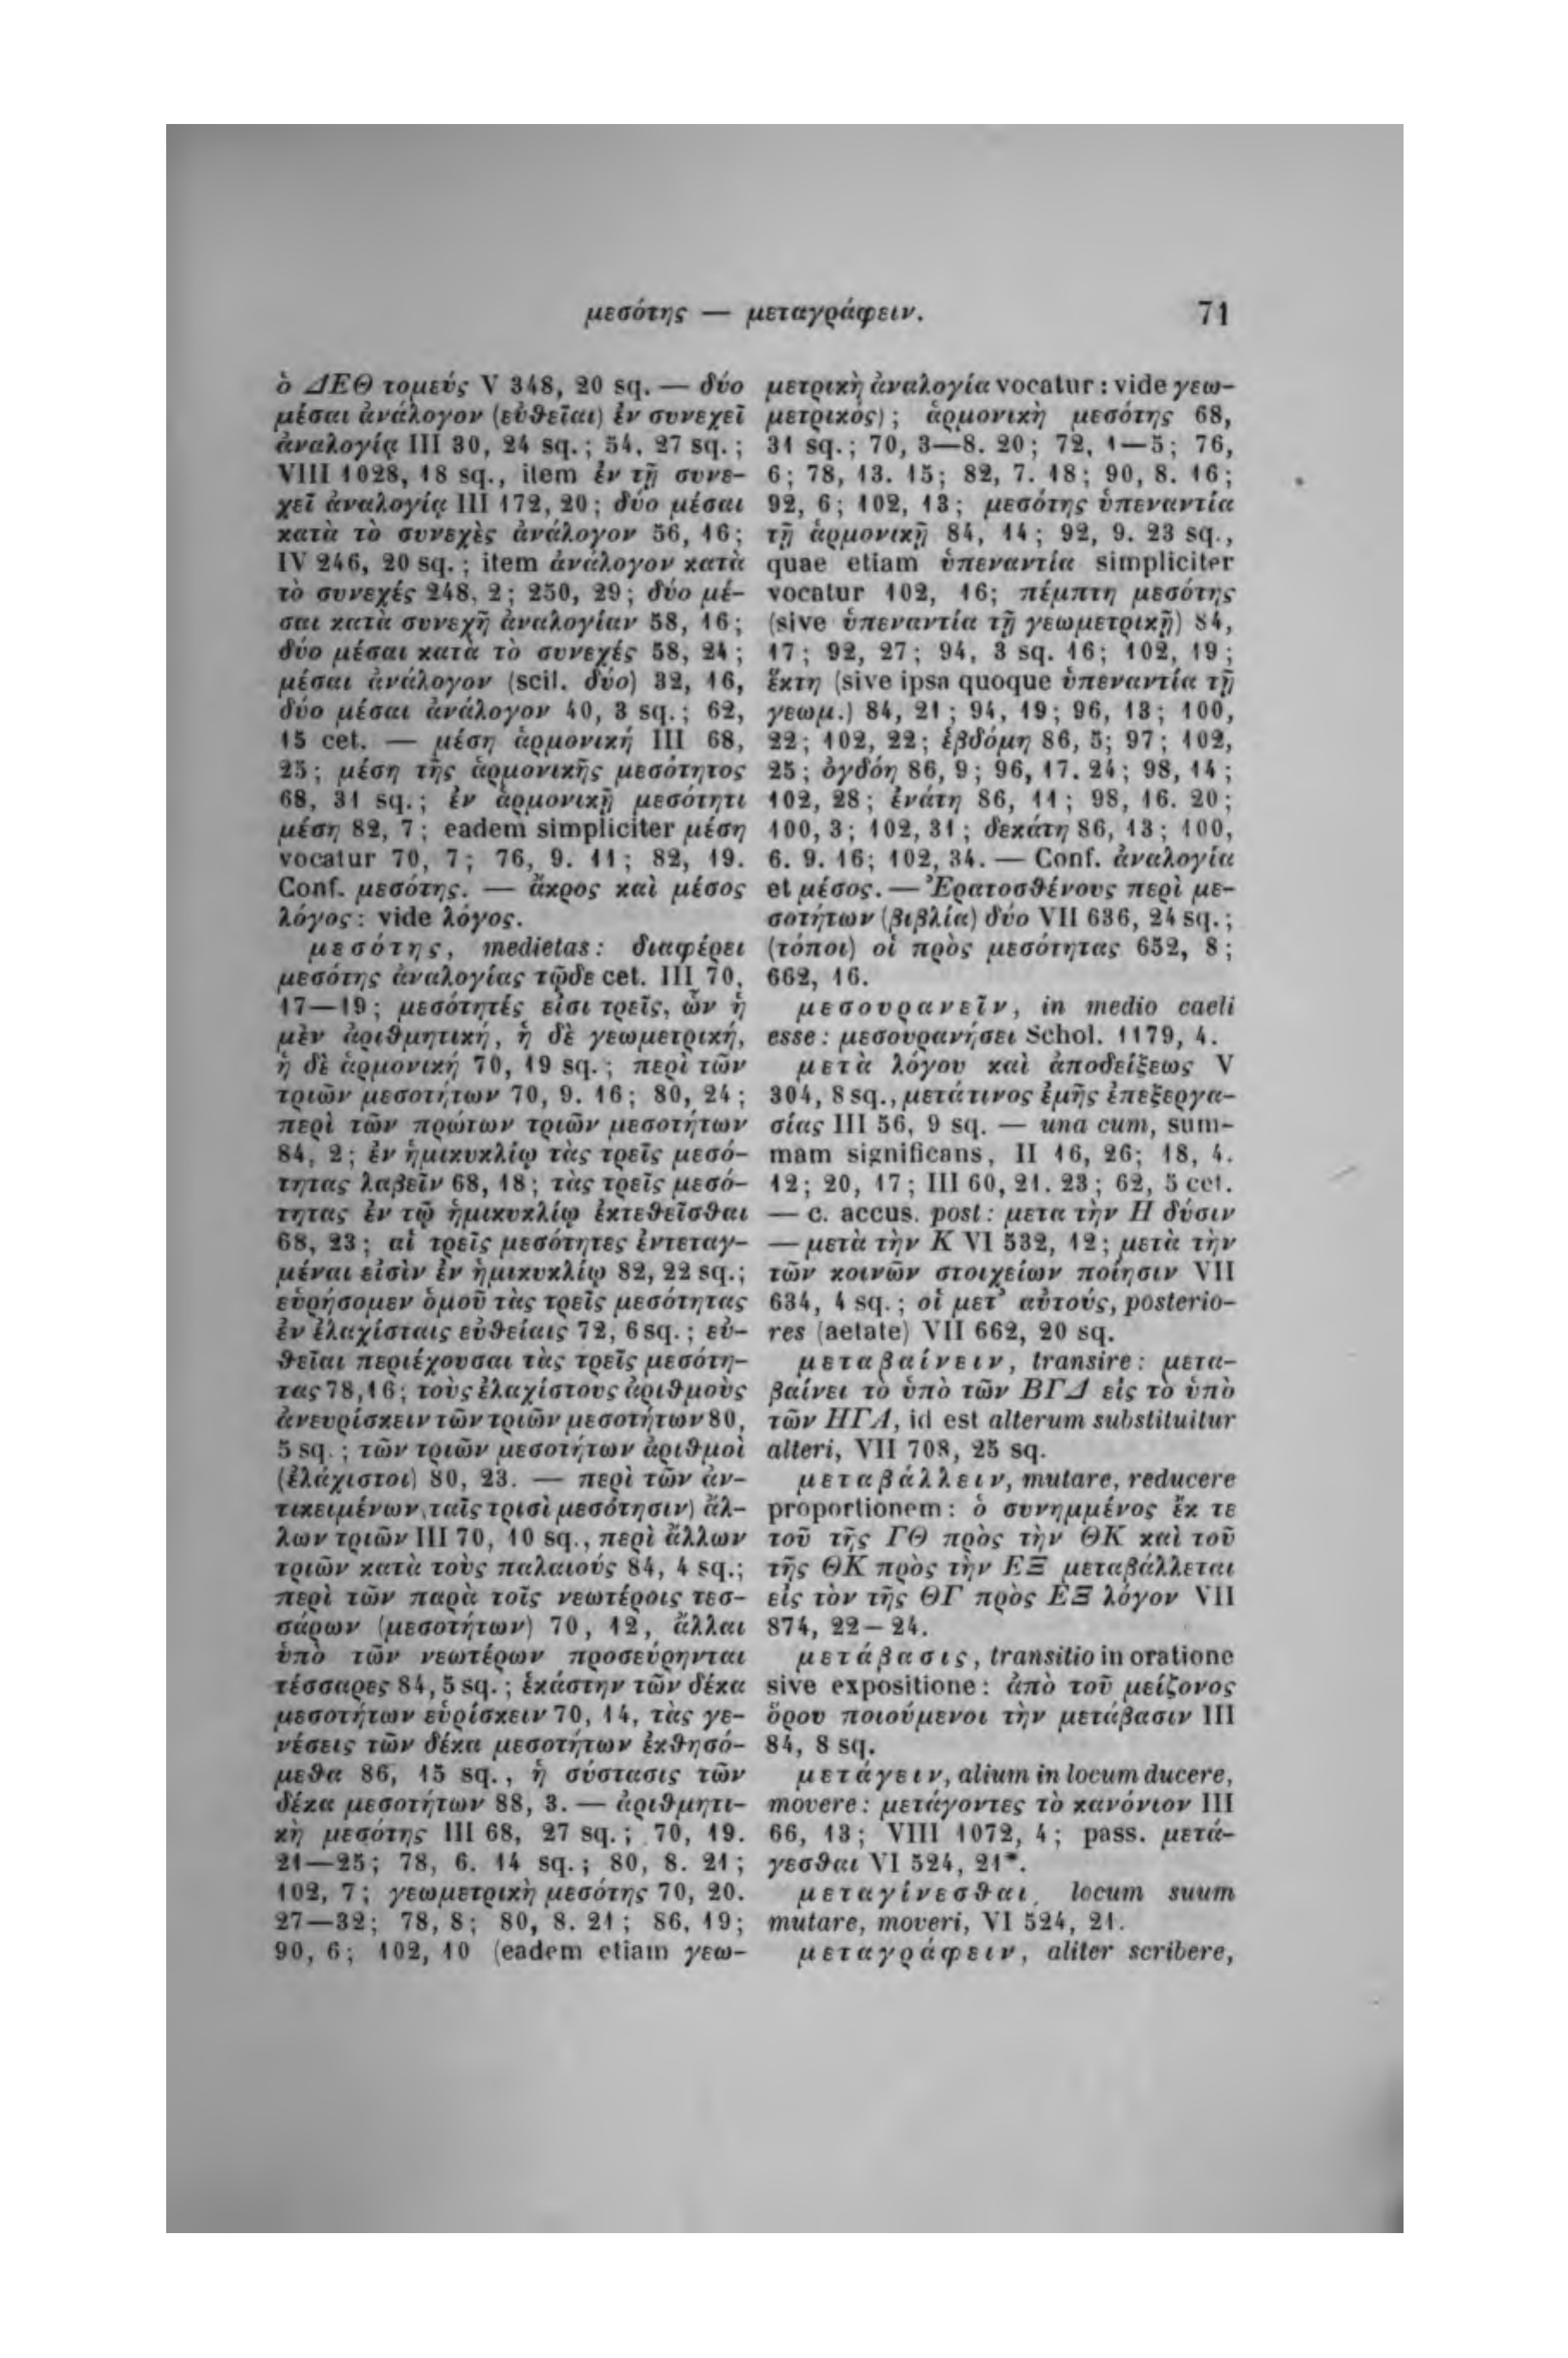 μεσότης — μεταγράφειν.
71
ὁ ΔΕΘ τομεύς V 348, 20 sq. — δύο
μέσαι ἀνάλογον (εὐθεῖαι) ἐν συνεχεῖ
ἀναλογίᾳ III 30, 24 sq.; 54, 27 sq.;
VIII 1028, 18 sq., item ἐν τῇ συνε-
χεῖ ἀναλογίᾳ III 172, 20; δύο μέσαι
κατὰ τὸ συνεχὲς ἀνάλογον 56, 16;
IV 246, 20 sq.; item ἀνάλογον κατὰ
τὸ συνεχές 248, 2; 250, 29; δύο μέ-
σαι κατὰ συνεχῆ ἀναλογίαν 58, 16;
δύο μέσαι κατὰ τὸ συνεχές 58, 24;
μέσαι ἀνάλογον (scil. δύο) 32, 16,
δύο μέσαι ἀνάλογον 40, 3 sq.; 62,
15 cet. — μέση ἁρμονική III 68,
25; μέση τῆς ἁρμονικῆς μεσότητος
68, 31 sq.; ἐν ἁρμονικῇ μεσότητι
μέση 82, 7; eadem simpliciter μέση
vocatur 70, 7; 76, 9. 11; 82, 19.
Conf. μεσότης. — ἄκρος καὶ μέσος
λόγος: vide λόγος.
μεσότης, medietas: διαφέρει
μεσότης ἀναλογίας τῷδε cet. III 70,
17—19; μεσότητές εἰσι τρεῖς, ὧν ἡ
μὲν ἀριθμητική, ἡ δὲ γεωμετρική,
ἡ δὲ ἁρμονική 70, 19 sq.; περὶ τῶν
τριῶν μεσοτήτων 70, 9. 16; 80, 24;
περὶ τῶν πρώτων τριῶν μεσοτήτων
84, 2; ἐν ἡμικυκλίῳ τὰς τρεῖς μεσό-
τητας λαβεῖν 68, 18; τὰς τρεῖς μεσό-
τητας ἐν τῷ ἡμικυκλίῳ ἐκτεθεῖσθαι
68, 23; αἱ τρεῖς μεσότητες ἐντεταγ-
μέναι εἰσὶν ἐν ἡμικυκλίῳ 82, 22 sq.;
εὑρήσομεν ὁμοῦ τὰς τρεῖς μεσότητας
ἐν ἐλαχίσταις εὐθείαις 72, 6 sq.; εὐ-
θεῖαι περιέχουσαι τὰς τρεῖς μεσότη-
τας 78, 16; τοὺς ἐλαχίστους ἀριθμοὺς
ἀνευρίσκειν τῶν τριῶν μεσοτήτων 80,
5 sq.; τῶν τριῶν μεσοτήτων ἀριθμοὶ
(ἐλάχιστοι) 80, 23. — περὶ τῶν ἀν-
τικειμένων (ταῖς τρισὶ μεσότησιν) ἄλ-
λων τριῶν III 70, 10 sq., περὶ ἄλλων
τριῶν κατὰ τοὺς παλαιούς 84, 4 sq.;
περὶ τῶν παρὰ τοῖς νεωτέροις τεσ-
σάρων (μεσοτήτων) 70, 12, ἄλλαι
ὑπὸ τῶν νεωτέρων προσεύρηνται
τέσσαρες 84, 5 sq.; ἑκάστην τῶν δέκα
μεσοτήτων εὑρίσκειν 70, 14, τὰς γε-
νέσεις τῶν δέκα μεσοτήτων ἐκθησό-
μεθα 86, 15 sq., ἡ σύστασις τῶν
δέκα μεσοτήτων 88, 3. — ἀριθμητι-
κὴ μεσότης III 68, 27 sq.; 70, 19.
21—25; 78, 6. 14 sq.; 80, 8. 21;
102, 7; γεωμετρικὴ μεσότης 70, 20.
27—32; 78, 8; 80, 8. 21; 86, 19;
90, 6; 102, 10 (eadem etiam γεω-
μετρικὴ ἀναλογία vocatur: vide γεω-
μετρικός); ἁρμονικὴ μεσότης 68,
31 sq.; 70, 3—8. 20; 72, 1—5; 76,
6; 78, 13. 15; 82, 7. 18; 90, 8. 16;
92, 6; 102, 13; μεσότης ὑπεναντία
τῇ ἁρμονικῇ 84, 14; 92, 9. 23 sq.,
quae etiam ὑπεναντία simpliciter
vocatur 102, 16; πέμπτη μεσότης
(sive ὑπεναντία τῇ γεωμετρικῇ) 84,
17; 92, 27; 94, 3 sq. 16; 102, 19;
ἕκτη (sive ipsa quoque ὑπεναντία τῇ
γεωμ.) 84, 21; 94, 19; 96, 13; 100,
22; 102, 22; ἑβδόμη 86, 5; 97; 102,
25; ὀγδόη 86, 9; 96, 17. 24; 98, 14;
102, 28; ἐνάτη 86, 11; 98, 16. 20;
100, 3; 102, 31; δεκάτη 86, 13; 100,
6. 9. 16; 102, 34. — Conf. ἀναλογία
et μέσος. — Ἐρατοσθένους περὶ με-
σοτήτων (βιβλία) δύο VII 636, 24 sq.;
(τόποι) οἱ πρὸς μεσότητας 652, 8;
662, 16.
μεσουρανεῖν, in medio caeli
esse: μεσουρανήσει Schol. 1179, 4.
μετὰ λόγου καὶ ἀποδείξεως V
304, 8 sq., μετά τινος ἐμῆς ἐπεξεργα-
σίας III 56, 9 sq. — una cum, sum-
mam significans, II 16, 26; 18, 4.
12; 20, 17; III 60, 21. 23; 62, 5 cet.
— c. accus. post: μετα τὴν Η δύσιν
— μετὰ τὴν Κ VI 532, 12; μετὰ τὴν
τῶν κοινῶν στοιχείων ποίησιν VII
634, 4 sq.; οἱ μετ’ αὐτούς, posterio-
res (aetate) VII 662, 20 sq.
μεταβαίνειν, transire: μετα-
βαίνει τὸ ὑπὸ τῶν ΒΓΔ εἰς τὸ ὑπὸ
τῶν ΗΓΛ, id est alterum substituitur
alteri, VII 708, 25 sq.
μεταβάλλειν, mutare, reducere
proportionem: ὁ συνημμένος ἔκ τε
τοῦ τῆς ΓΘ πρὸς τὴν ΘΚ καὶ τοῦ
τῆς ΘΚ πρὸς τὴν ΕΞ μεταβάλλεται
εἰς τὸν τῆς ΘΓ πρὸς ΕΞ λόγον VII
874, 22—24.
μετάβασις, transitio in oratione
sive expositione: ἀπὸ τοῦ μείζονος
ὅρου ποιούμενοι τὴν μετάβασιν III
84, 8 sq.
μετάγειν, alium in locum ducere,
movere: μετάγοντες τὸ κανόνιον III
66, 13; VIII 1072, 4; pass. μετά-
γεσθαι VI 524, 21*.
μεταγίνεσθαι, locum suum
mutare, moveri, VI 524, 21.
μεταγράφειν, aliter scribere,